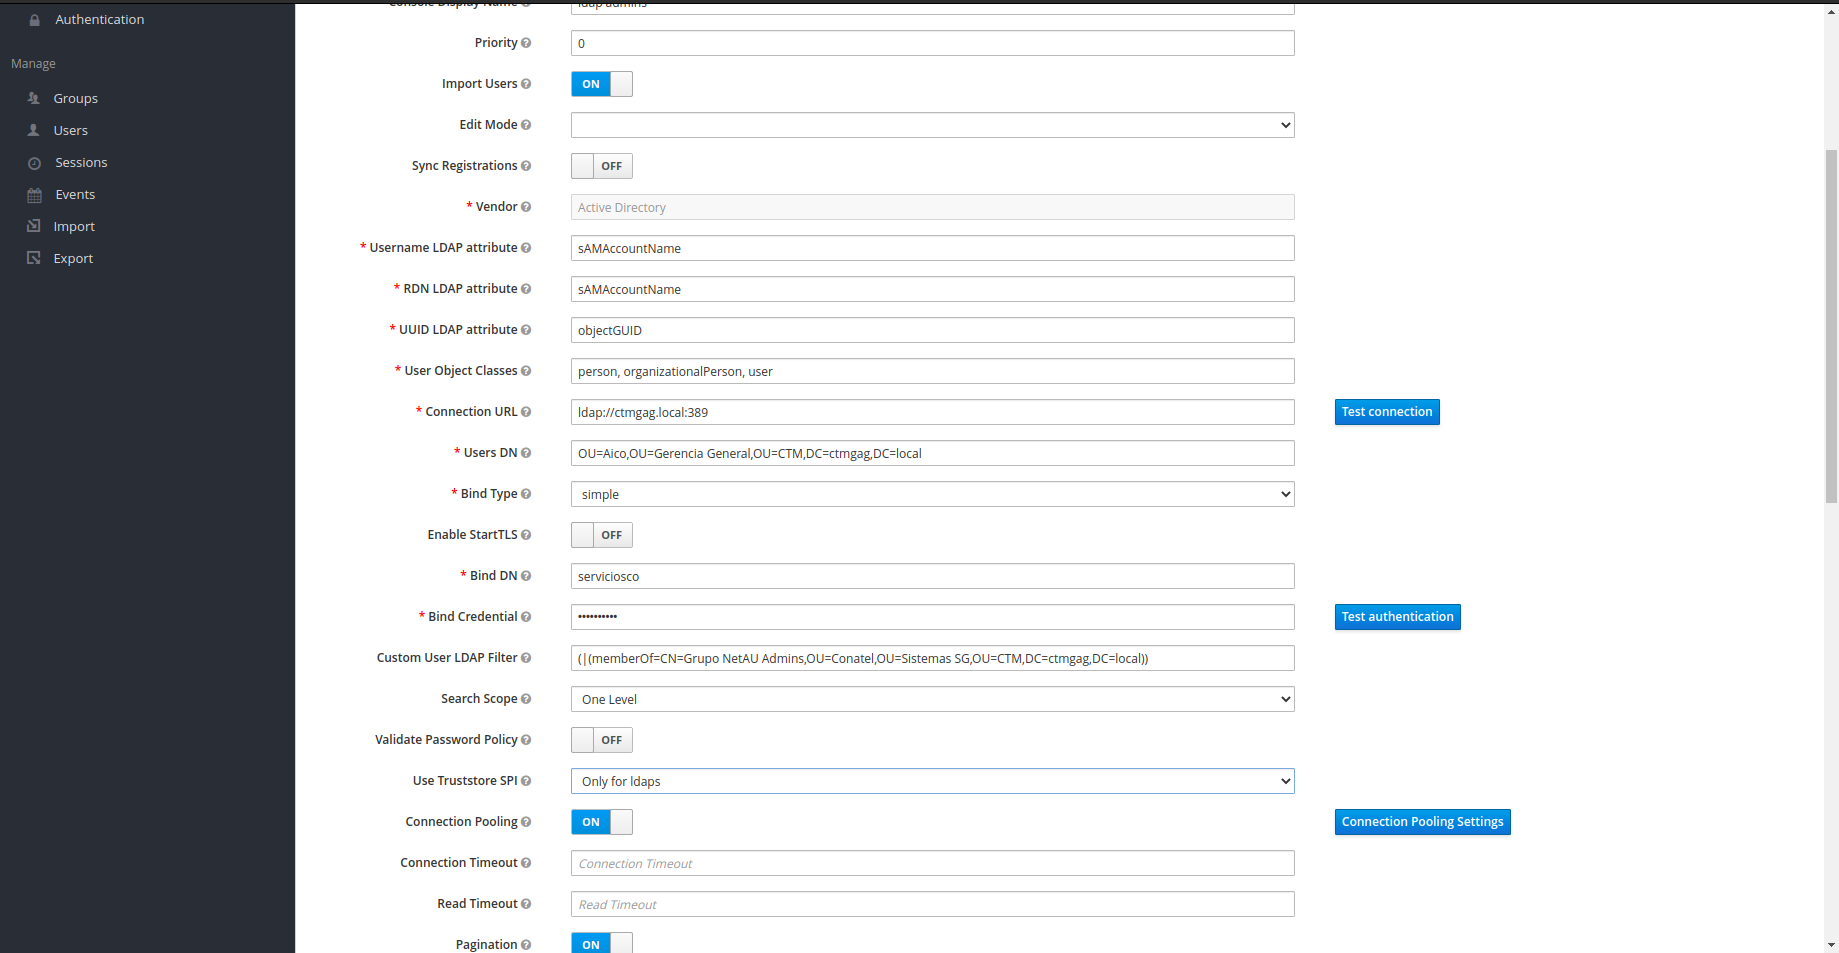 Authentication
Manage
Groups
Users
Sessions
Events
Import
Export
Console Display Name
ldap admins
Priority
0
Import Users
ON
Edit Mode
Sync Registrations
OFF
* Vendor
Active Directory
* Username LDAP attribute
sAMAccountName
* RDN LDAP attribute
sAMAccountName
* UUID LDAP attribute
objectGUID
* User Object Classes
person, organizationalPerson, user
* Connection URL
ldap://ctmgag.local:389
Test connection
* Users DN
OU=Aico,OU=Gerencia General,OU=CTM,DC=ctmgag,DC=local
* Bind Type
simple
Enable StartTLS
OFF
* Bind DN
serviciosco
* Bind Credential
••••••••••
Test authentication
Custom User LDAP Filter
(|(memberOf=CN=Grupo NetAU Admins,OU=Conatel,OU=Sistemas SG,OU=CTM,DC=ctmgag,DC=local))
Search Scope
One Level
Validate Password Policy
OFF
Use Truststore SPI
Only for ldaps
Connection Pooling
ON
Connection Pooling Settings
Connection Timeout
Connection Timeout
Read Timeout
Read Timeout
Pagination
ON